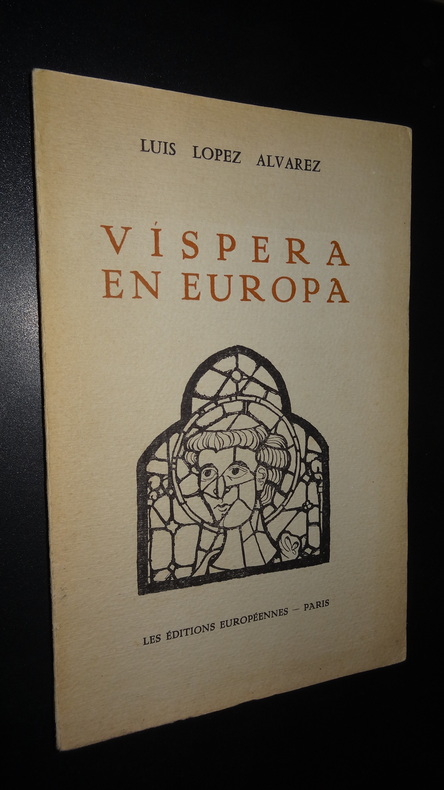 LUIS LOPEZ ALVAREZ
VÍSPERA
EN EUROPA
LES ÉDITIONS EUROPÉENNES — PARIS